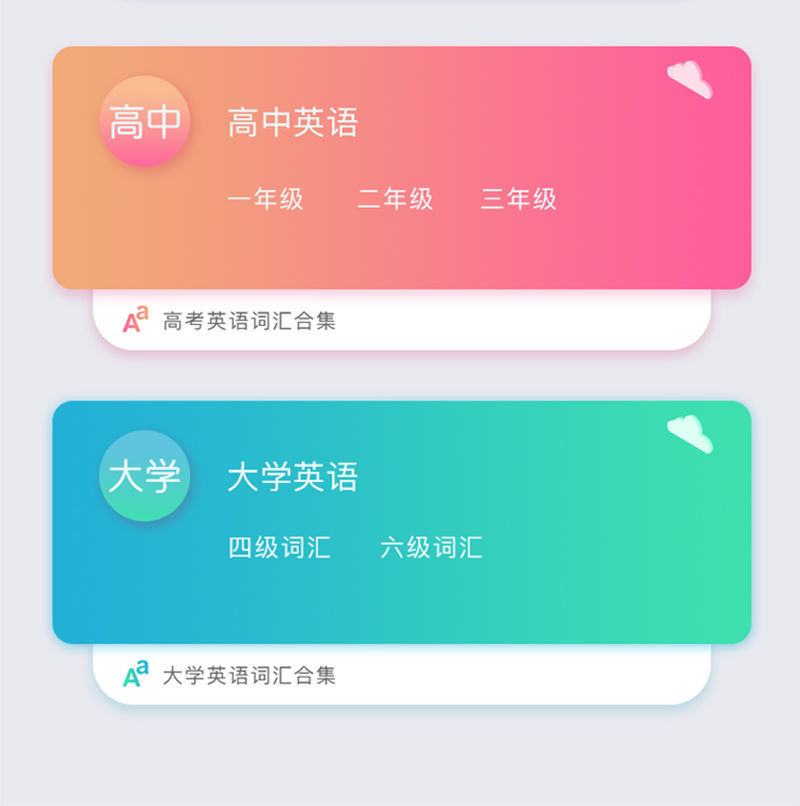 高中
高中英语
一年级 二年级 三年级
Aa 高考英语词汇合集
大学
大学英语
四级词汇 六级词汇
Aa 大学英语词汇合集